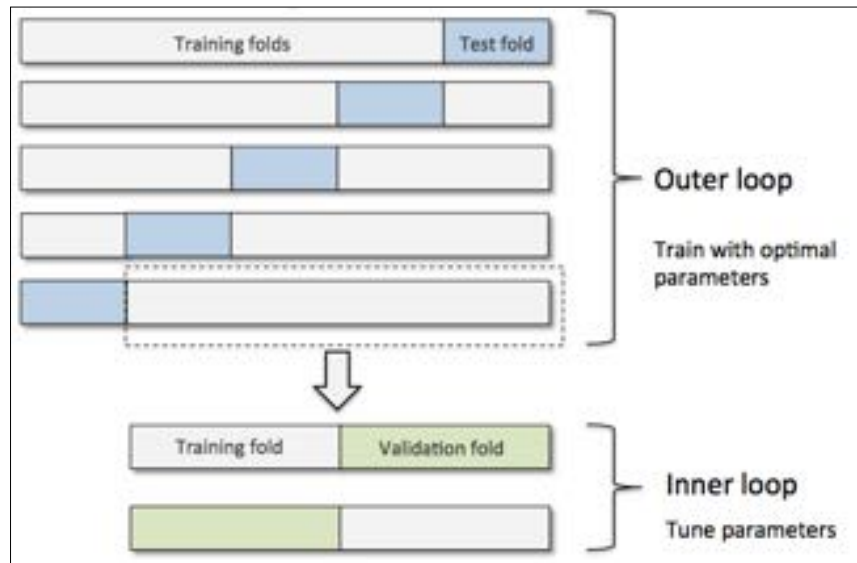 Training folds
Test fold
Outer loop
Train with optimal
parameters
Training fold
Validation fold
Inner loop
Tune parameters